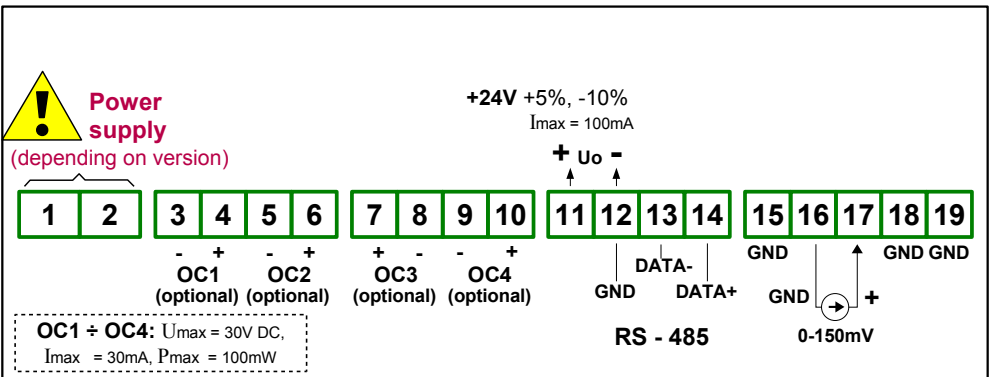 !
Power
supply
(depending on version)
+24V +5%, -10%
Imax = 100mA
+ Uo -
1 2 3 4 5 6 7 8 9 10 11 12 13 14 15 16 17 18 19
- + - + + - - +
OC1 OC2 OC3 OC4
(optional) (optional) (optional) (optional)
GND DATA- DATA+
RS - 485
GND GND GND
GND +
0-150mV
OC1 ÷ OC4: Umax = 30V DC,
Imax = 30mA, Pmax = 100mW